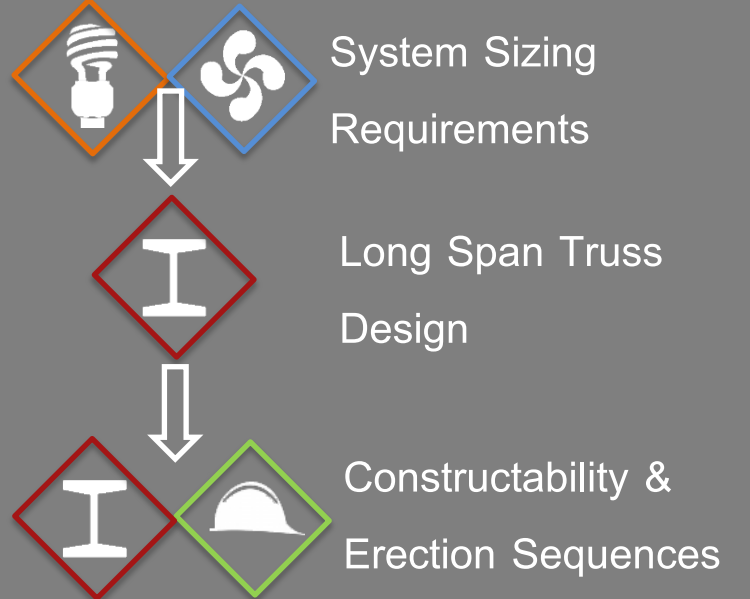 System Sizing
Requirements
Long Span Truss
Design
Constructability &
Erection Sequences